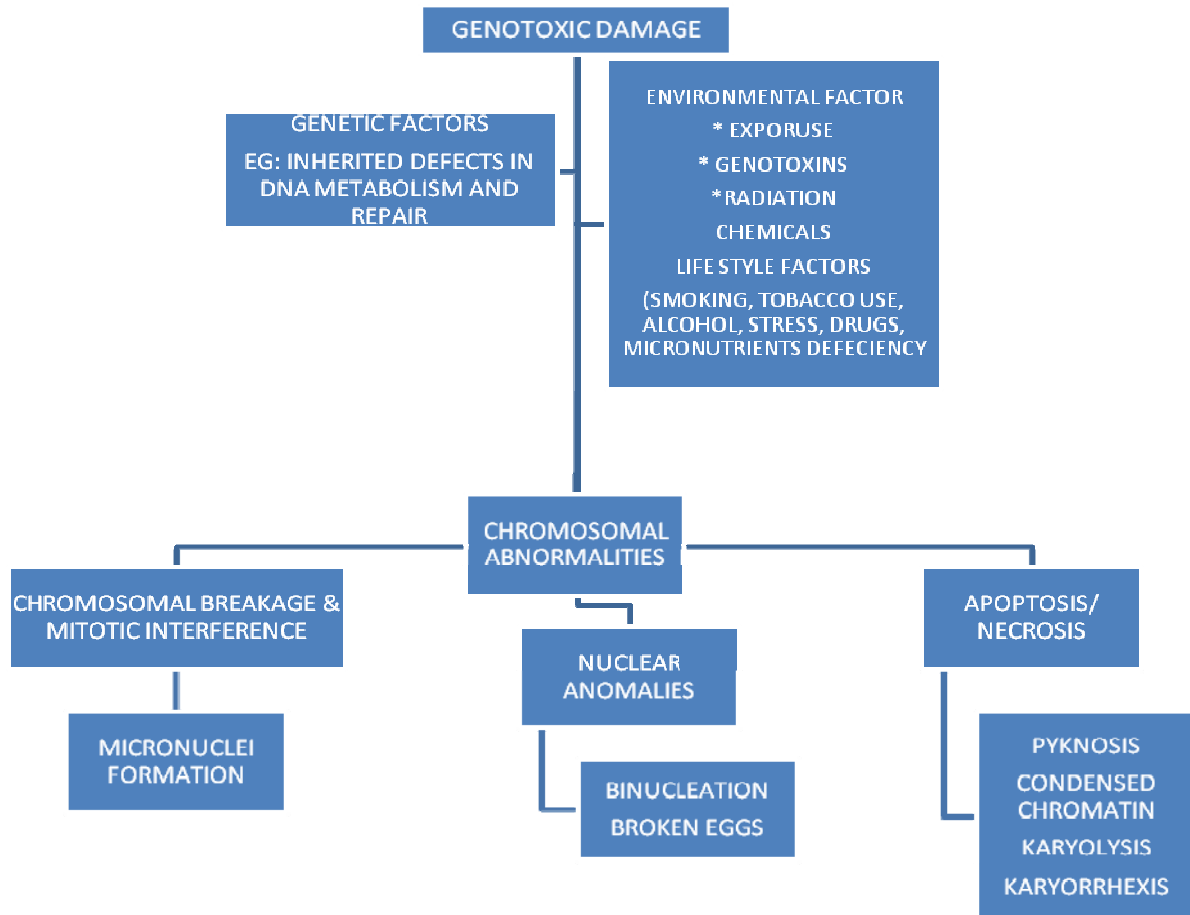 GENOTOXIC DAMAGE
GENETIC FACTORS
EG: INHERITED DEFECTS IN
DNA METABOLISM AND
REPAIR
ENVIRONMENTAL FACTOR
* EXPORUSE
* GENOTOXINS
*RADIATION
CHEMICALS
LIFE STYLE FACTORS
(SMOKING, TOBACCO USE,
ALCOHOL, STRESS, DRUGS,
MICRONUTRIENTS DEFECIENCY
CHROMOSOMAL
ABNORMALITIES
CHROMOSOMAL BREAKAGE &
MITOTIC INTERFERENCE
MICRONUCLEI
FORMATION
NUCLEAR
ANOMALIES
BINUCLEATION
BROKEN EGGS
APOPTOSIS/
NECROSIS
PYKNOSIS
CONDENSED
CHROMATIN
KARYOLYSIS
KARYORRHEXIS